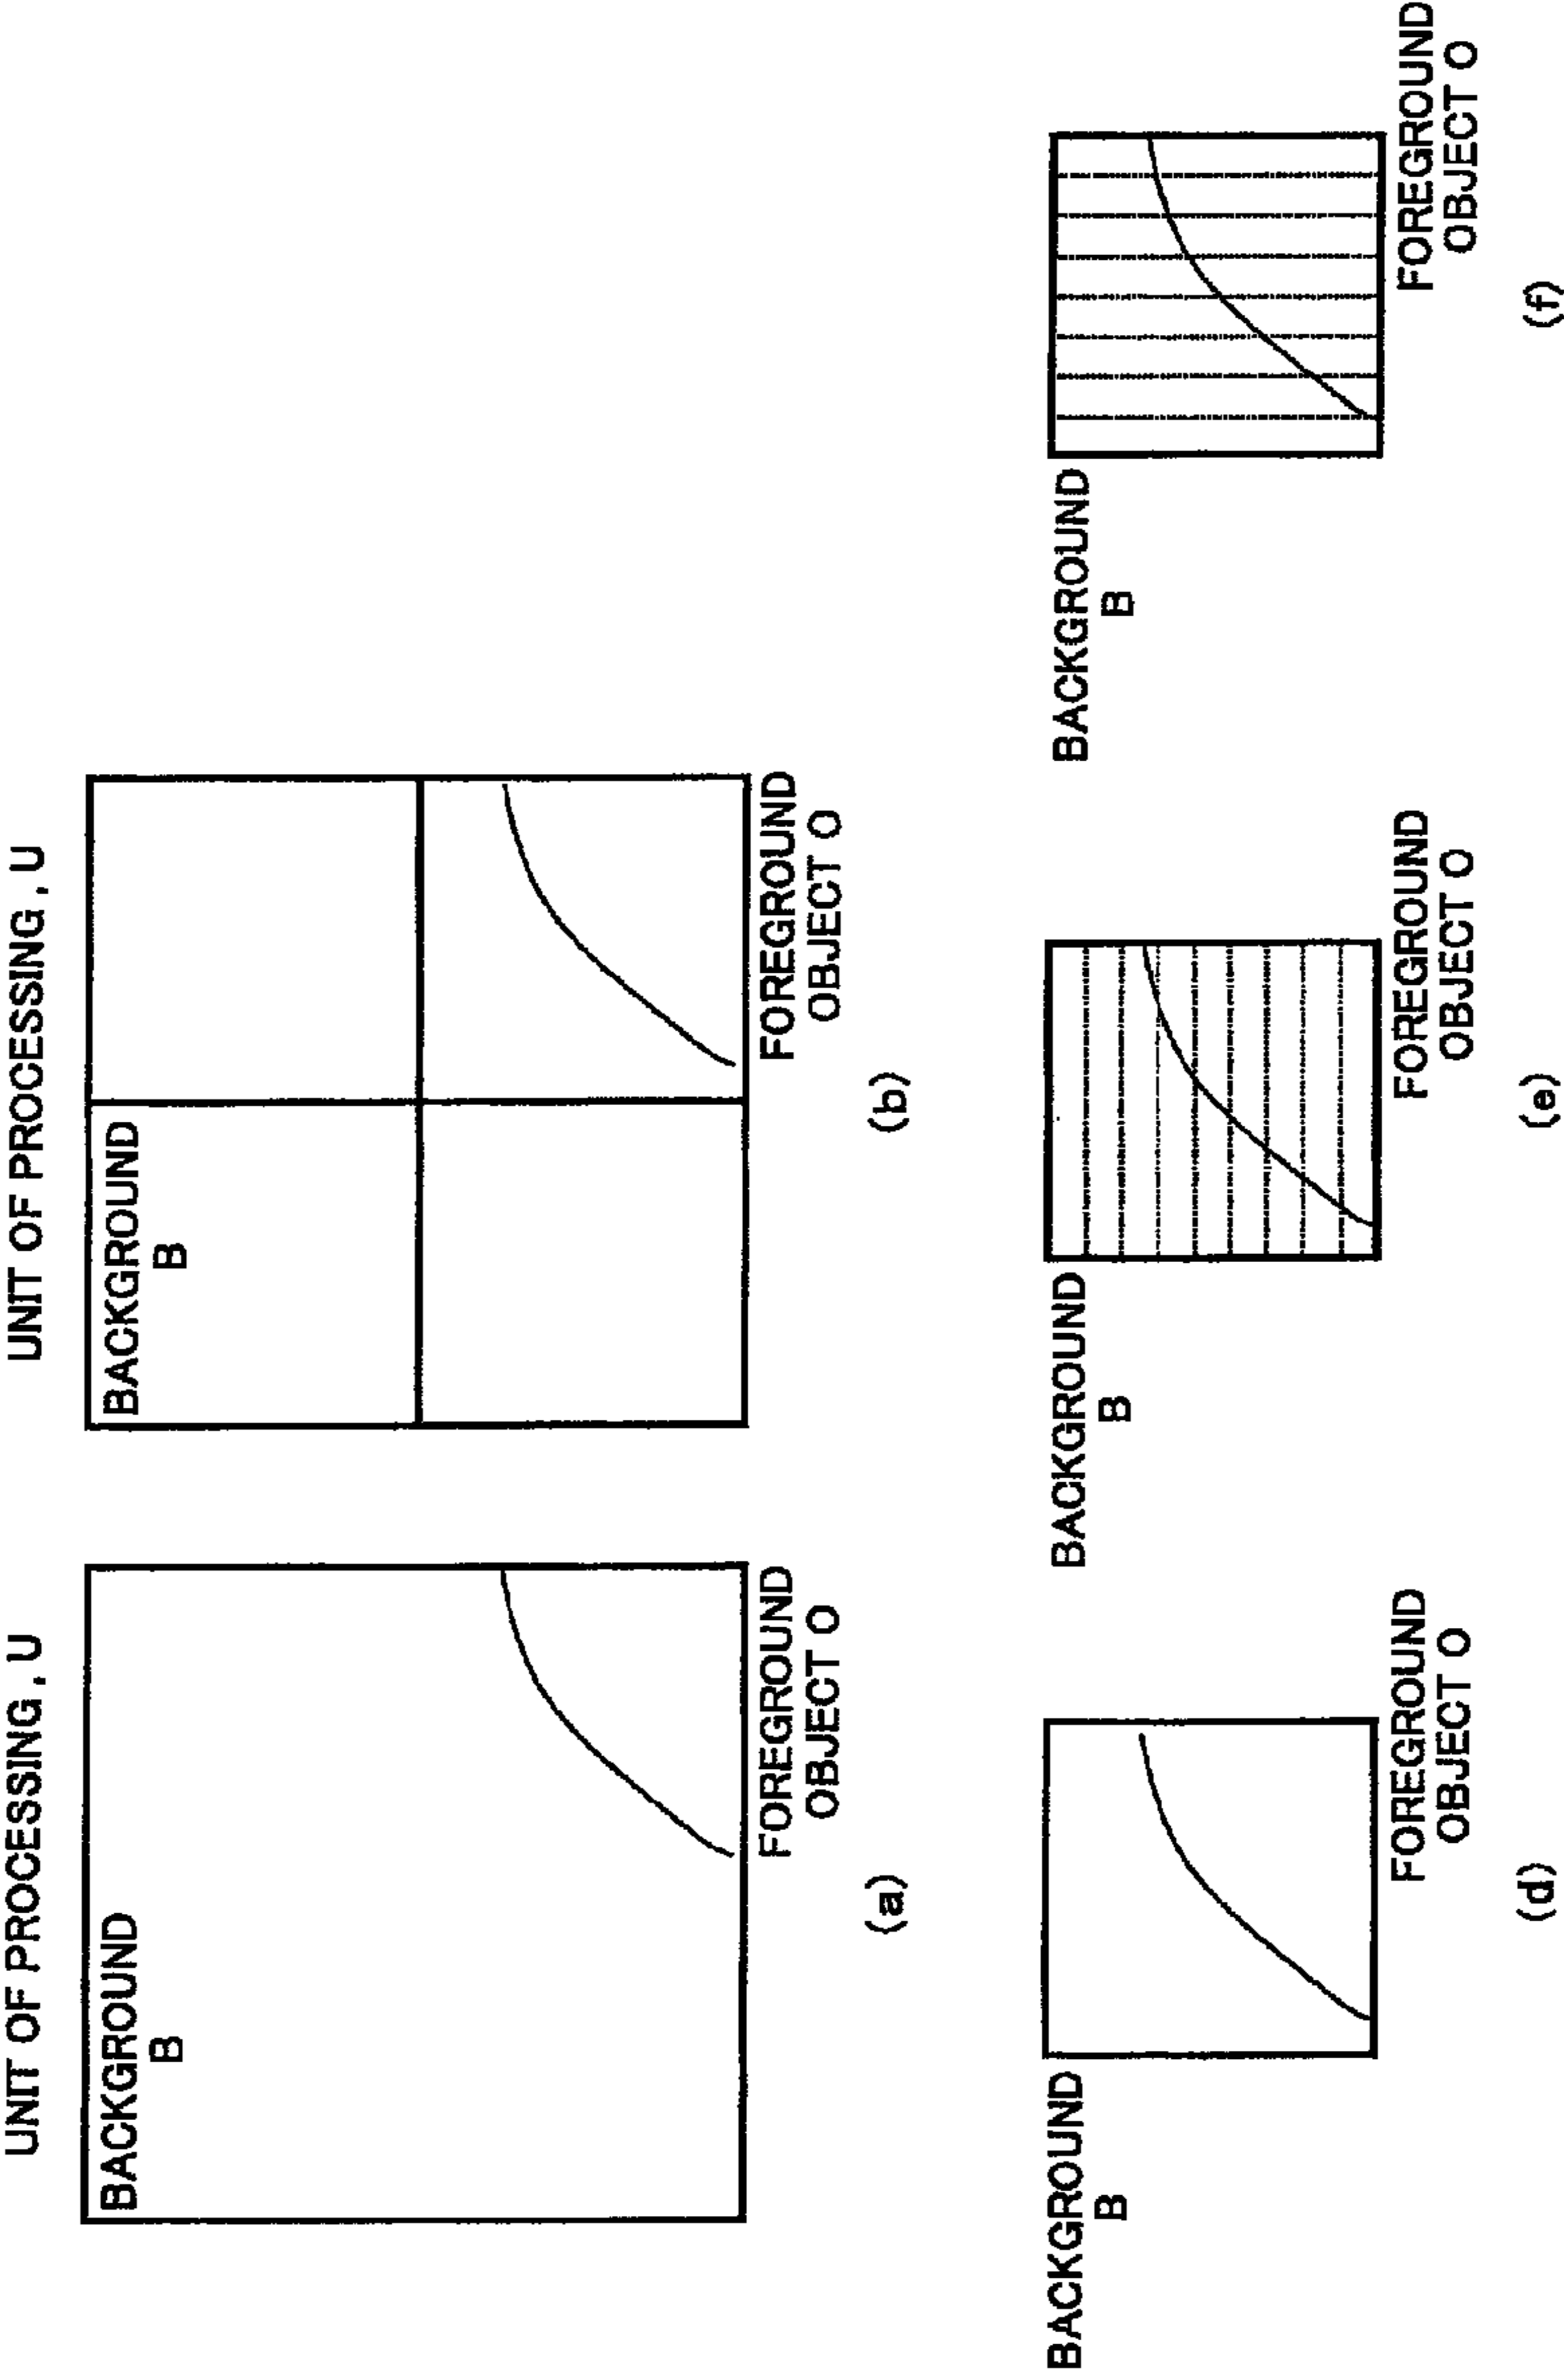 UNIT OF PROCESSING, U
BACKGROUND
B
FOREGROUND
OBJECT O
(a)
UNIT OF PROCESSING, U
BACKGROUND
B
FOREGROUND
OBJECT O
(b)
BACKGROUND
B
FOREGROUND
OBJECT O
(d)
BACKGROUND
B
FOREGROUND
OBJECT O
(e)
BACKGROUND
B
FOREGROUND
OBJECT O
(f)